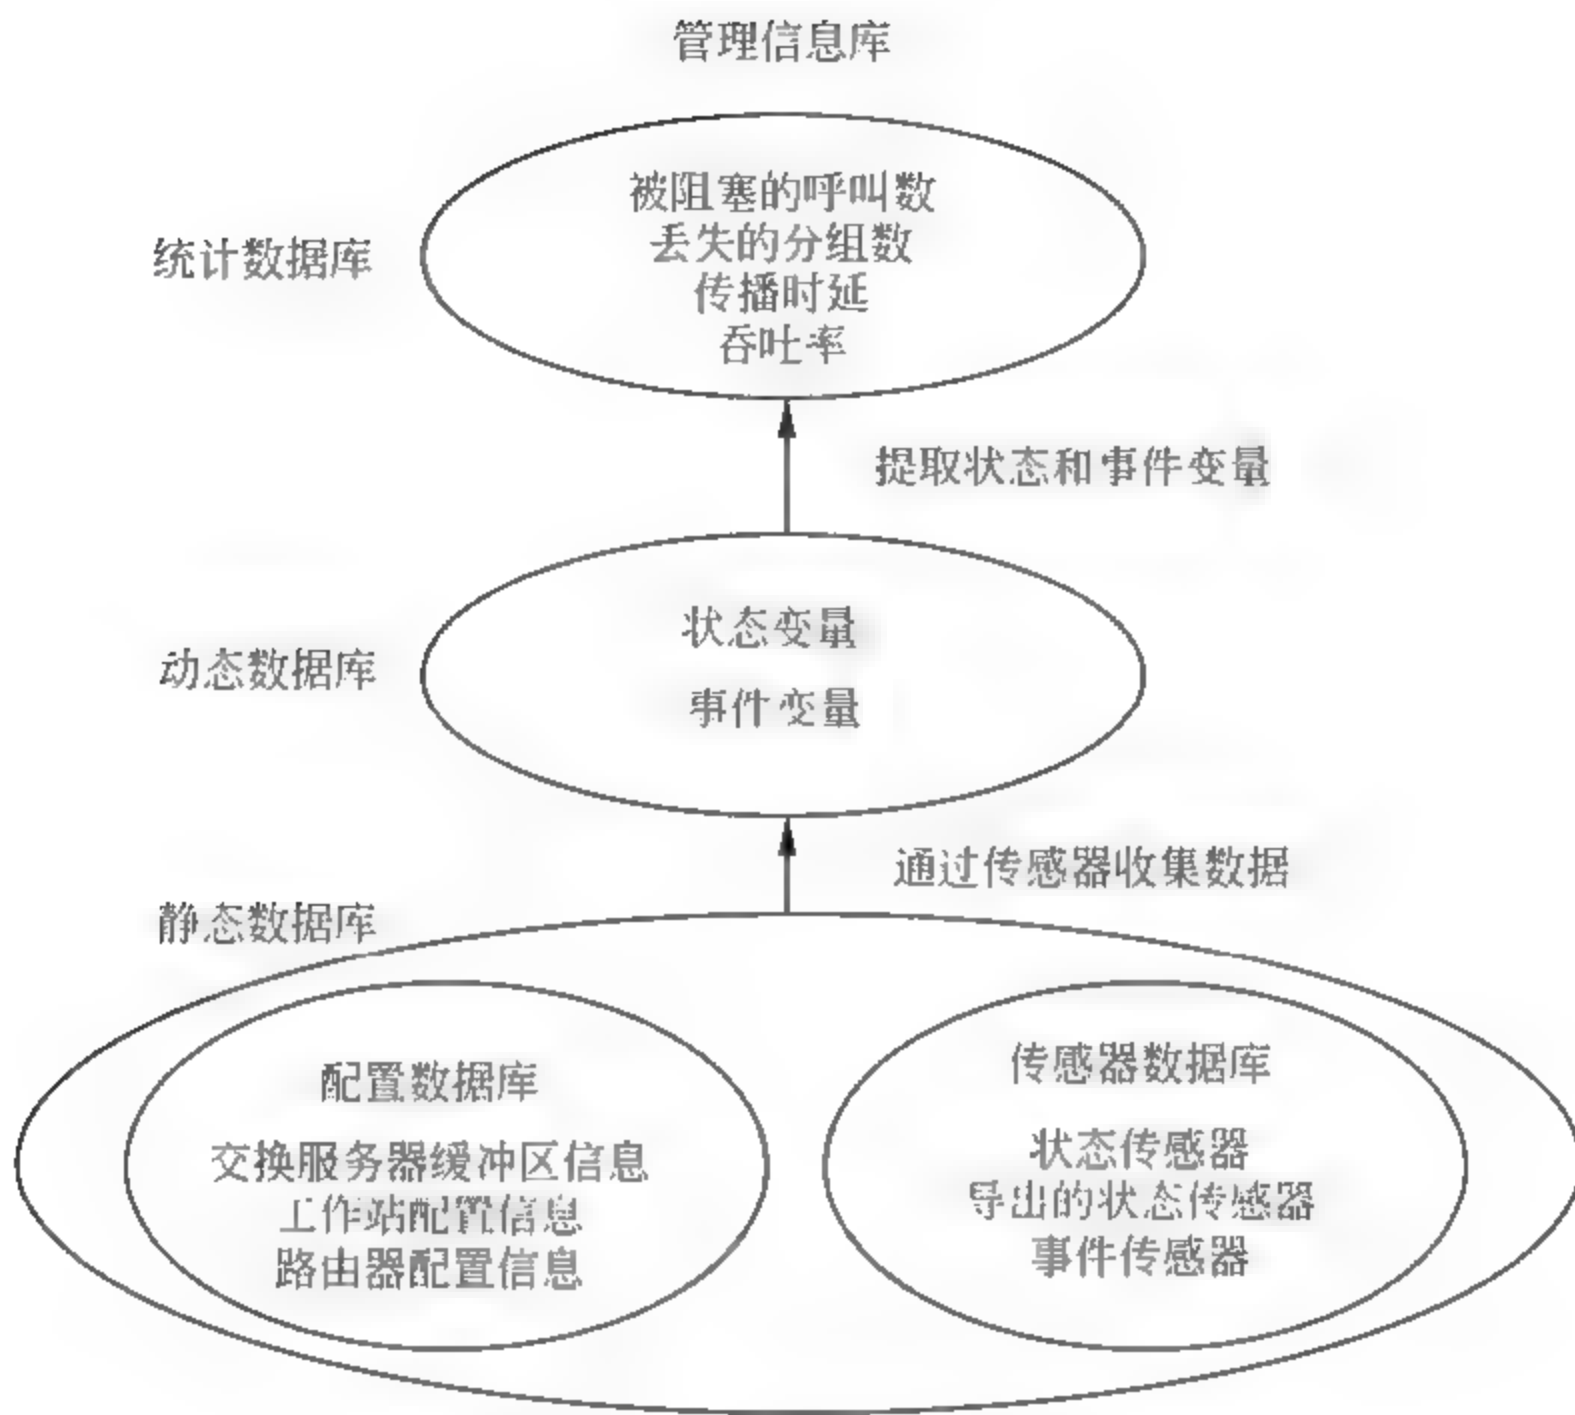 管理信息库
被阻塞的呼叫数
丢失的分组数
统计数据库
传播时延
吞吐率
提取状态和事件变量
状态变量
动态数据库
事件变量
通过传感器收集数据
静态数据库
配置数据库
交换服务器缓冲区信息
工作站配置信息
路由器配置信息
传感器数据库
状态传感器
导出的状态传感器
事件传感器